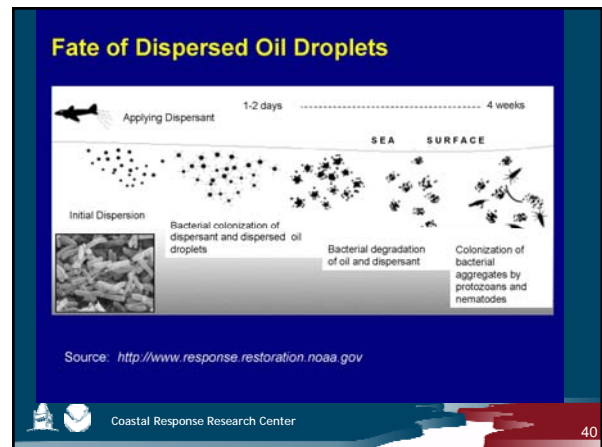 Fate of Dispersed Oil Droplets
Applying Dispersant
1-2 days
4 weeks
SEA SURFACE
Initial Dispersion
Bacterial colonization of
dispersant and dispersed oil
droplets
Bacterial degradation
of oil and dispersant
Colonization of
bacterial
aggregates by
protozoans and
nematodes
Source: http://www.response.restoration.noaa.gov
Coastal Response Research Center
40